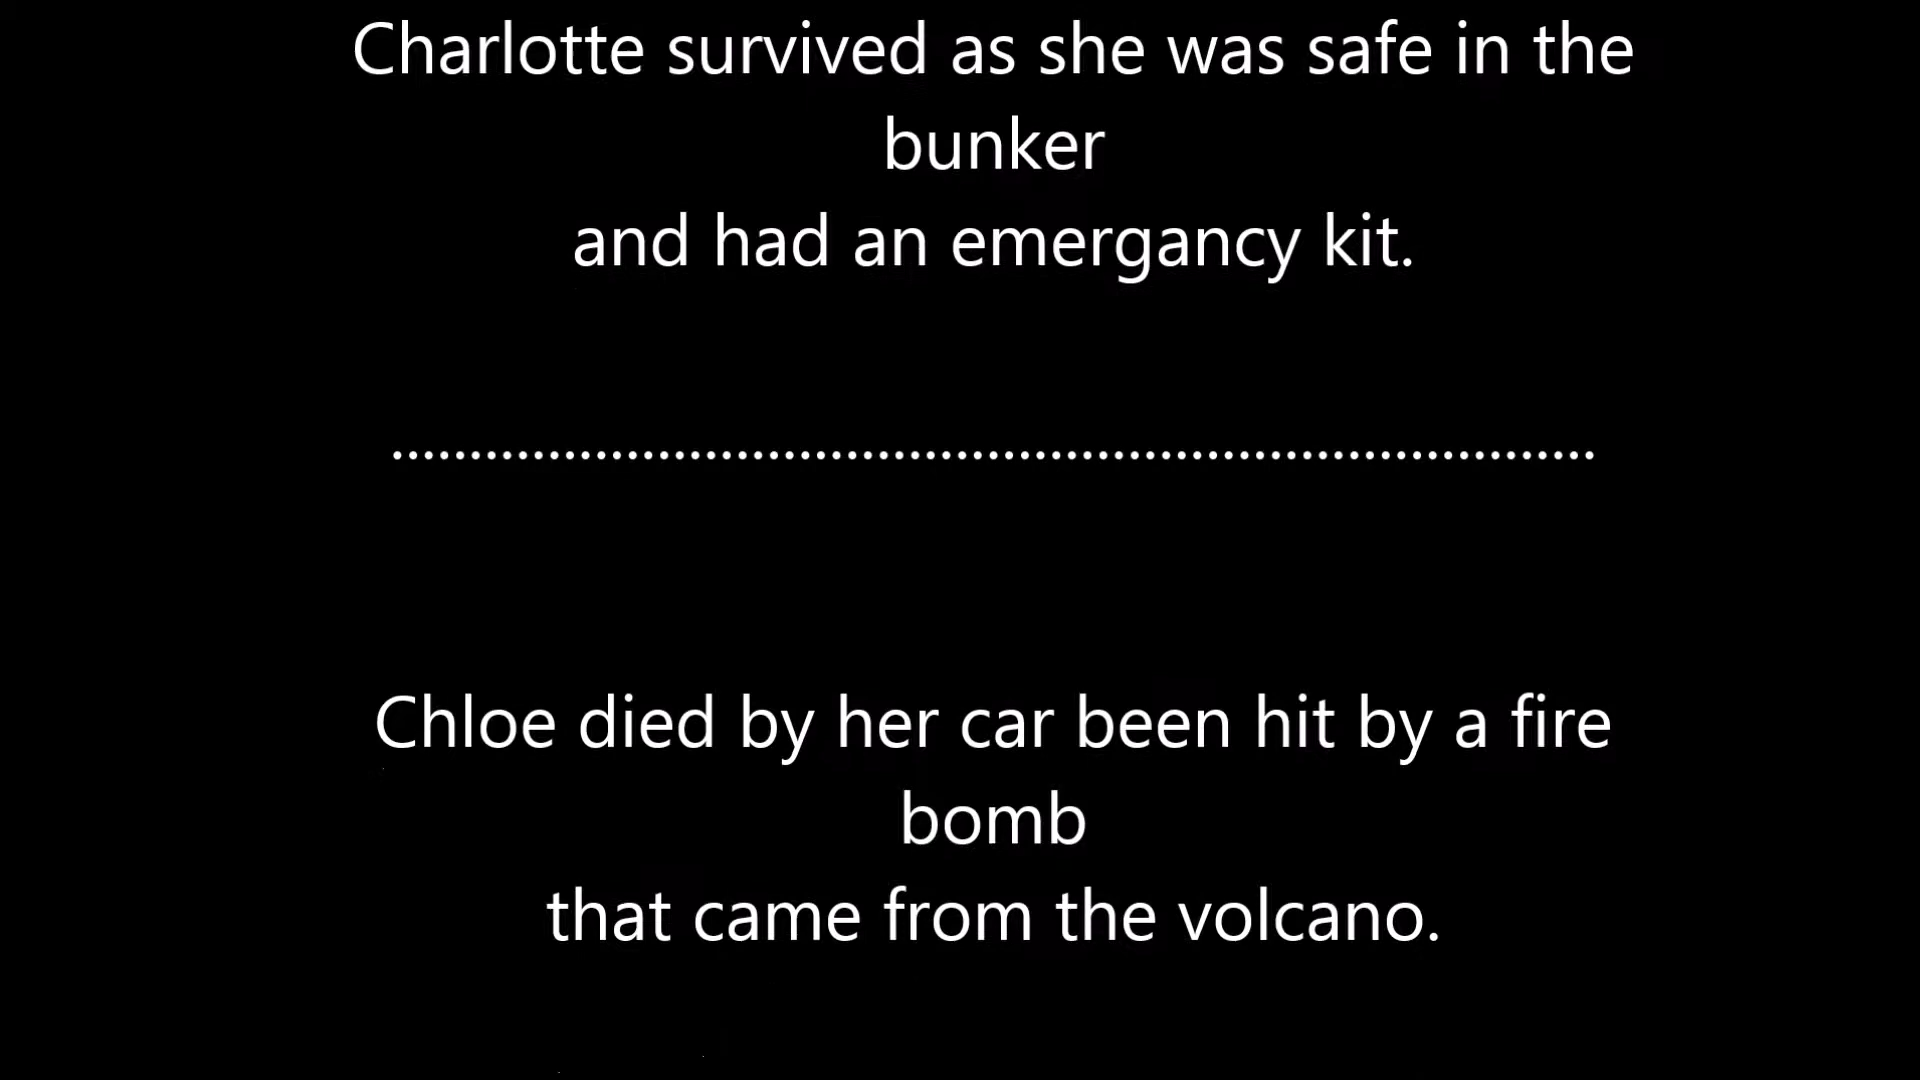 Charlotte survived as she was safe in the
bunker
and had an emergancy kit.
.............................................................................
Chloe died by her car been hit by a fire
bomb
that came from the volcano.